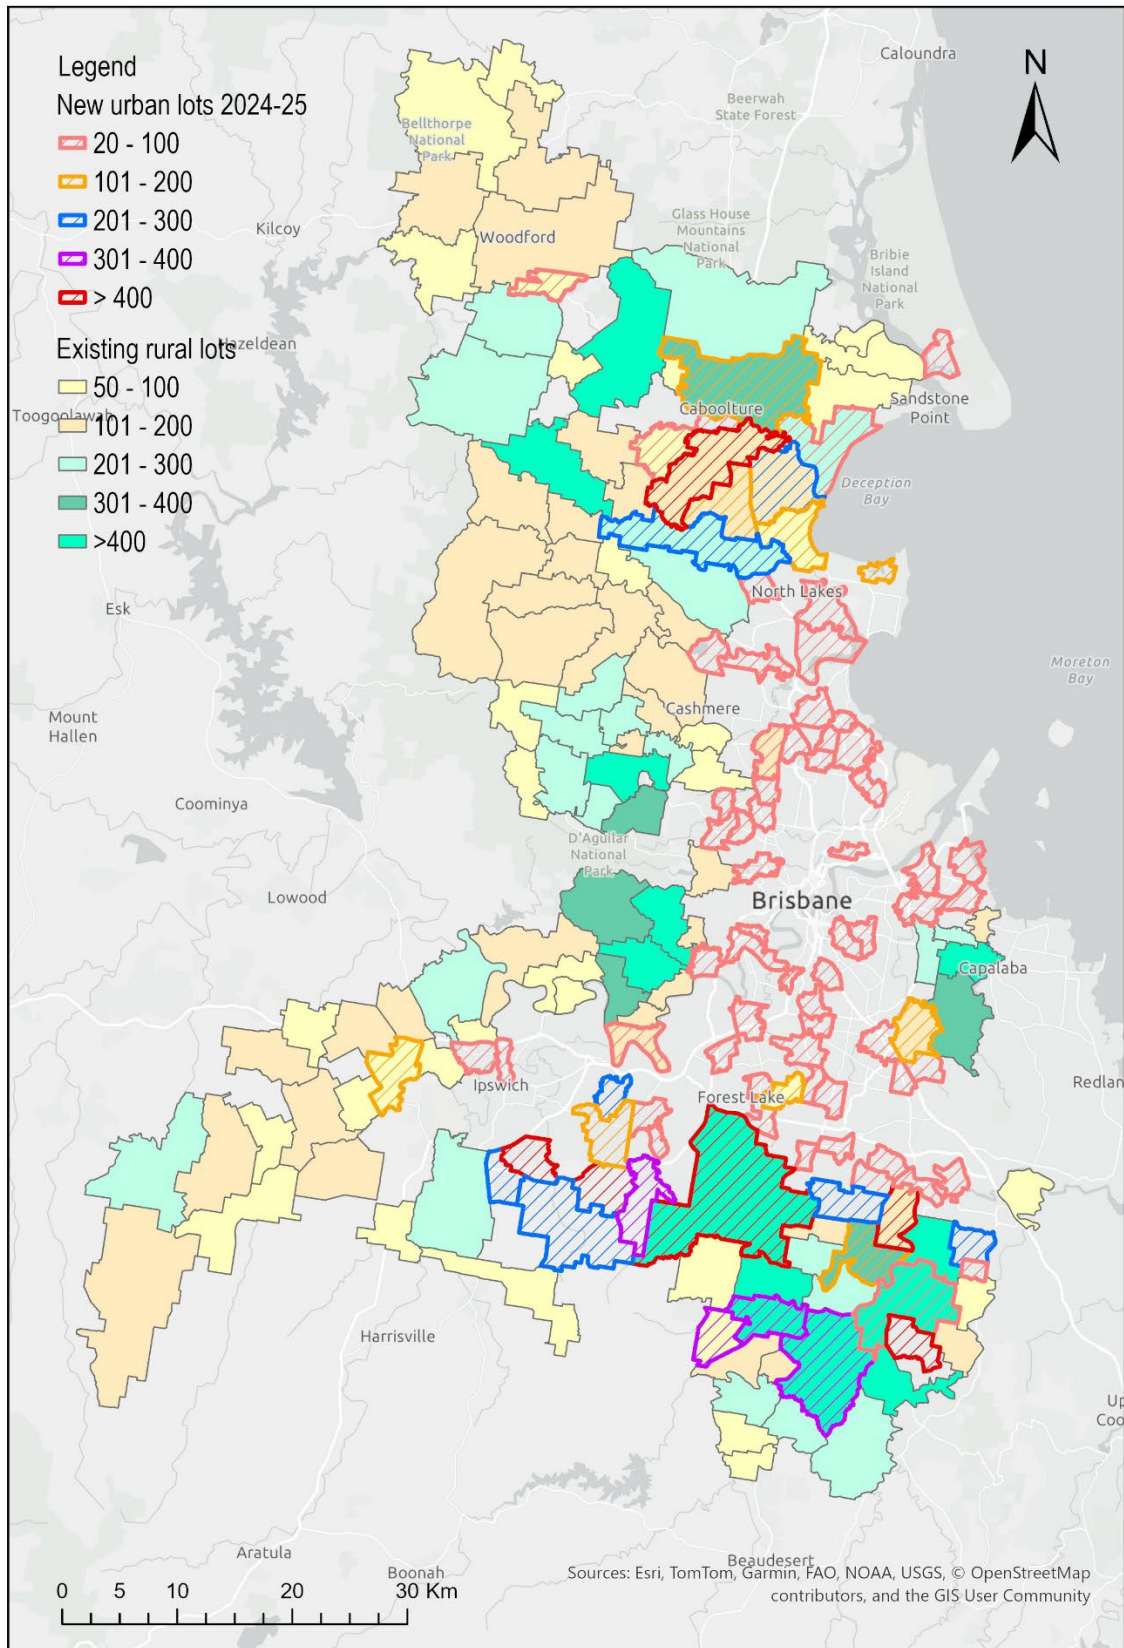 Caloundra
N
Legend
New urban lots 2024-25
20 - 100
101 - 200
201 - 300
301 - 400
> 400
Existing rural lots
50 - 100
101 - 200
201 - 300
301 - 400
>400
Beerwah
State Forest
Bellthorpe
National
Park
Kilcoy
Woodford
Glass House
Mountains
National
Park
Bribie
Island
National
Park
Hazeldean
Toogoolawah
Caboolture
Sandstone
Point
Deception
Bay
Esk
North Lakes
Moreton
Bay
Mount
Hallen
Cashmere
Coominya
D'Aguilar
National
Park
Lowood
Brisbane
Capalaba
Ipswich
Forest Lake
Redlan
Harrisville
Up
Coo
Aratula
Boonah
Beaudesert
0 5 10 20 30 Km
Sources: Esri, TomTom, Garmin, FAO, NOAA, USGS, © OpenStreetMap
contributors, and the GIS User Community